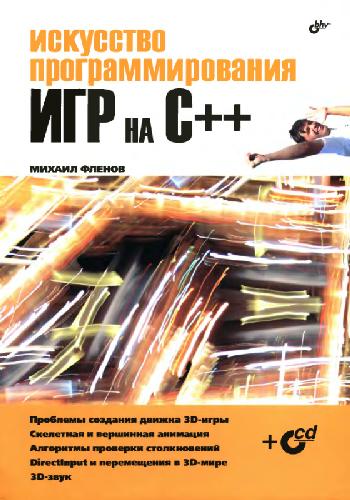 bhv
ИСКУССТВО
ПРОГРАММИРОВАНИЯ
ИГР НА C++
МИХАИЛ ФЛЕНОВ
Проблемы создания движка 3D-игры
Скелетная и вершинная анимация
Алгоритмы проверки столкновений
DirectInput и перемещения в 3D-мире
3D-звук
+ cd